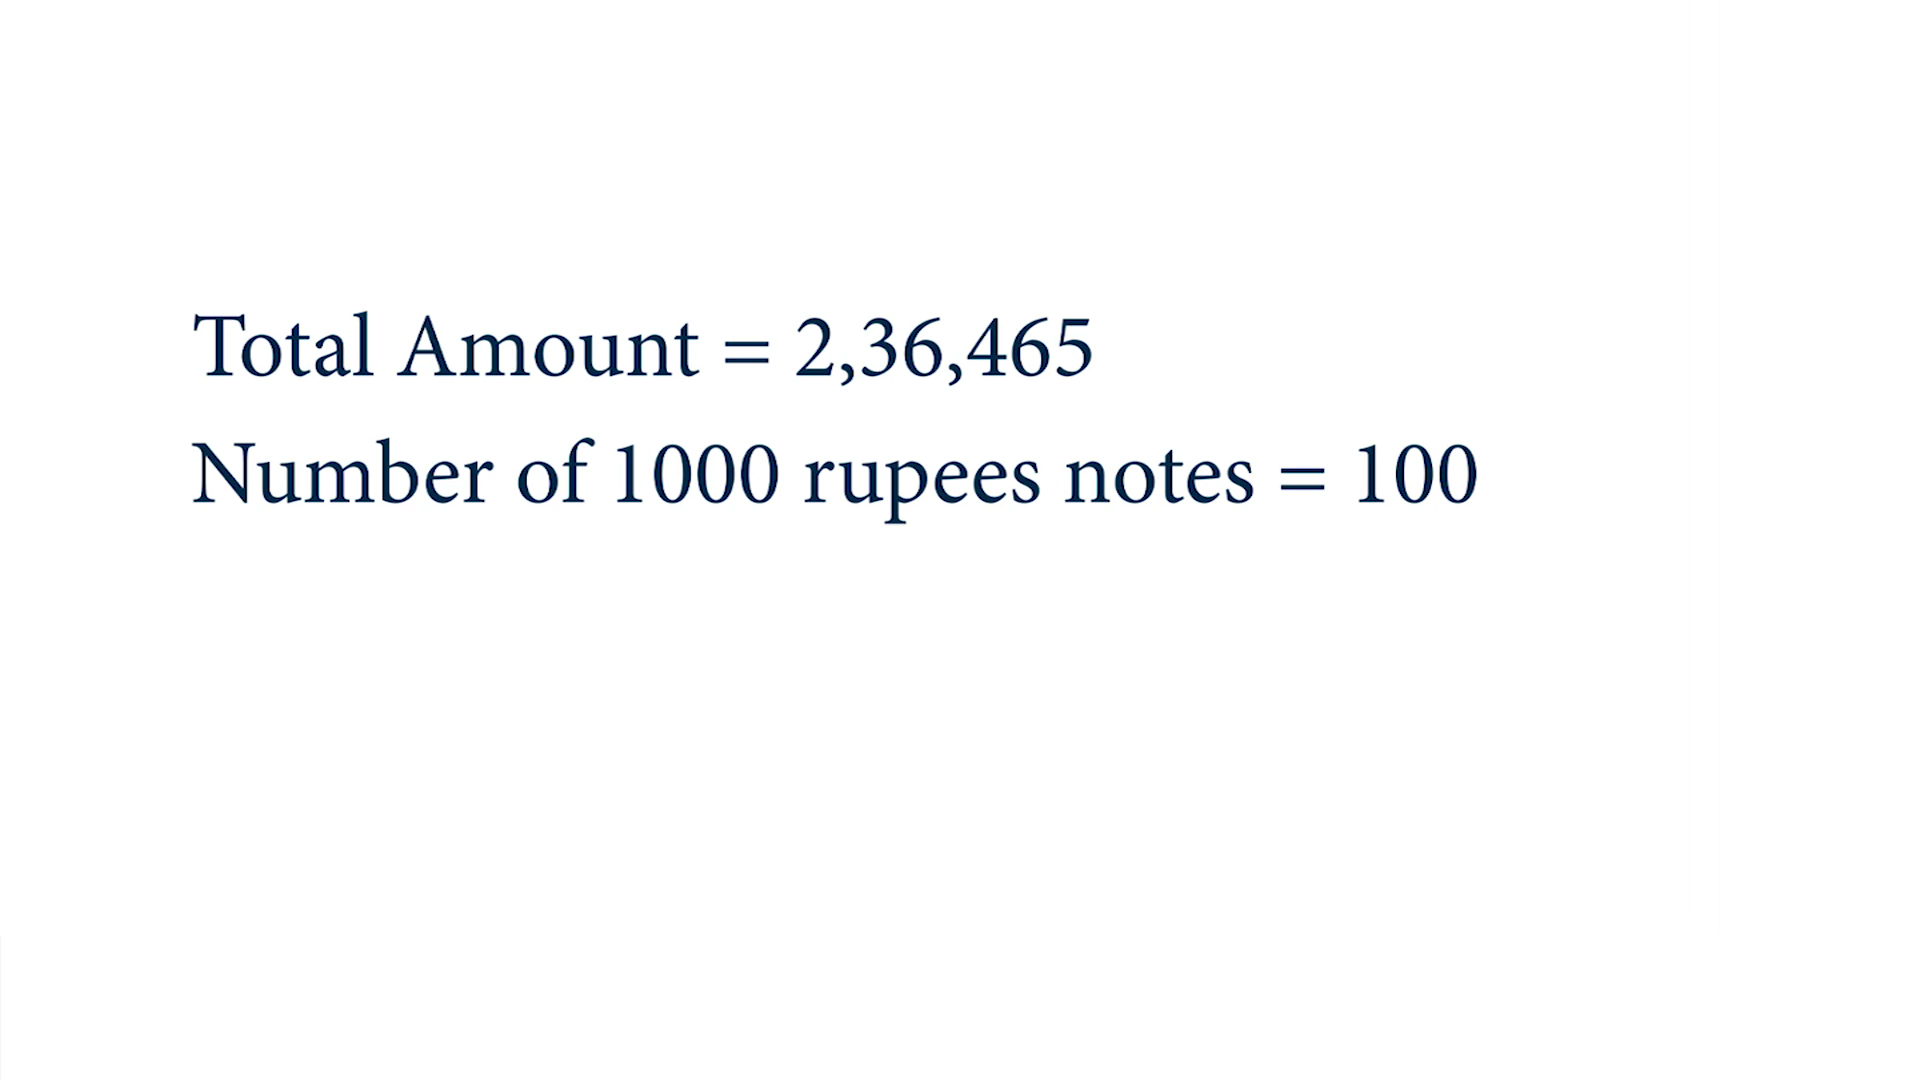 Total Amount = 2,36,465
Number of 1000 rupees notes = 100